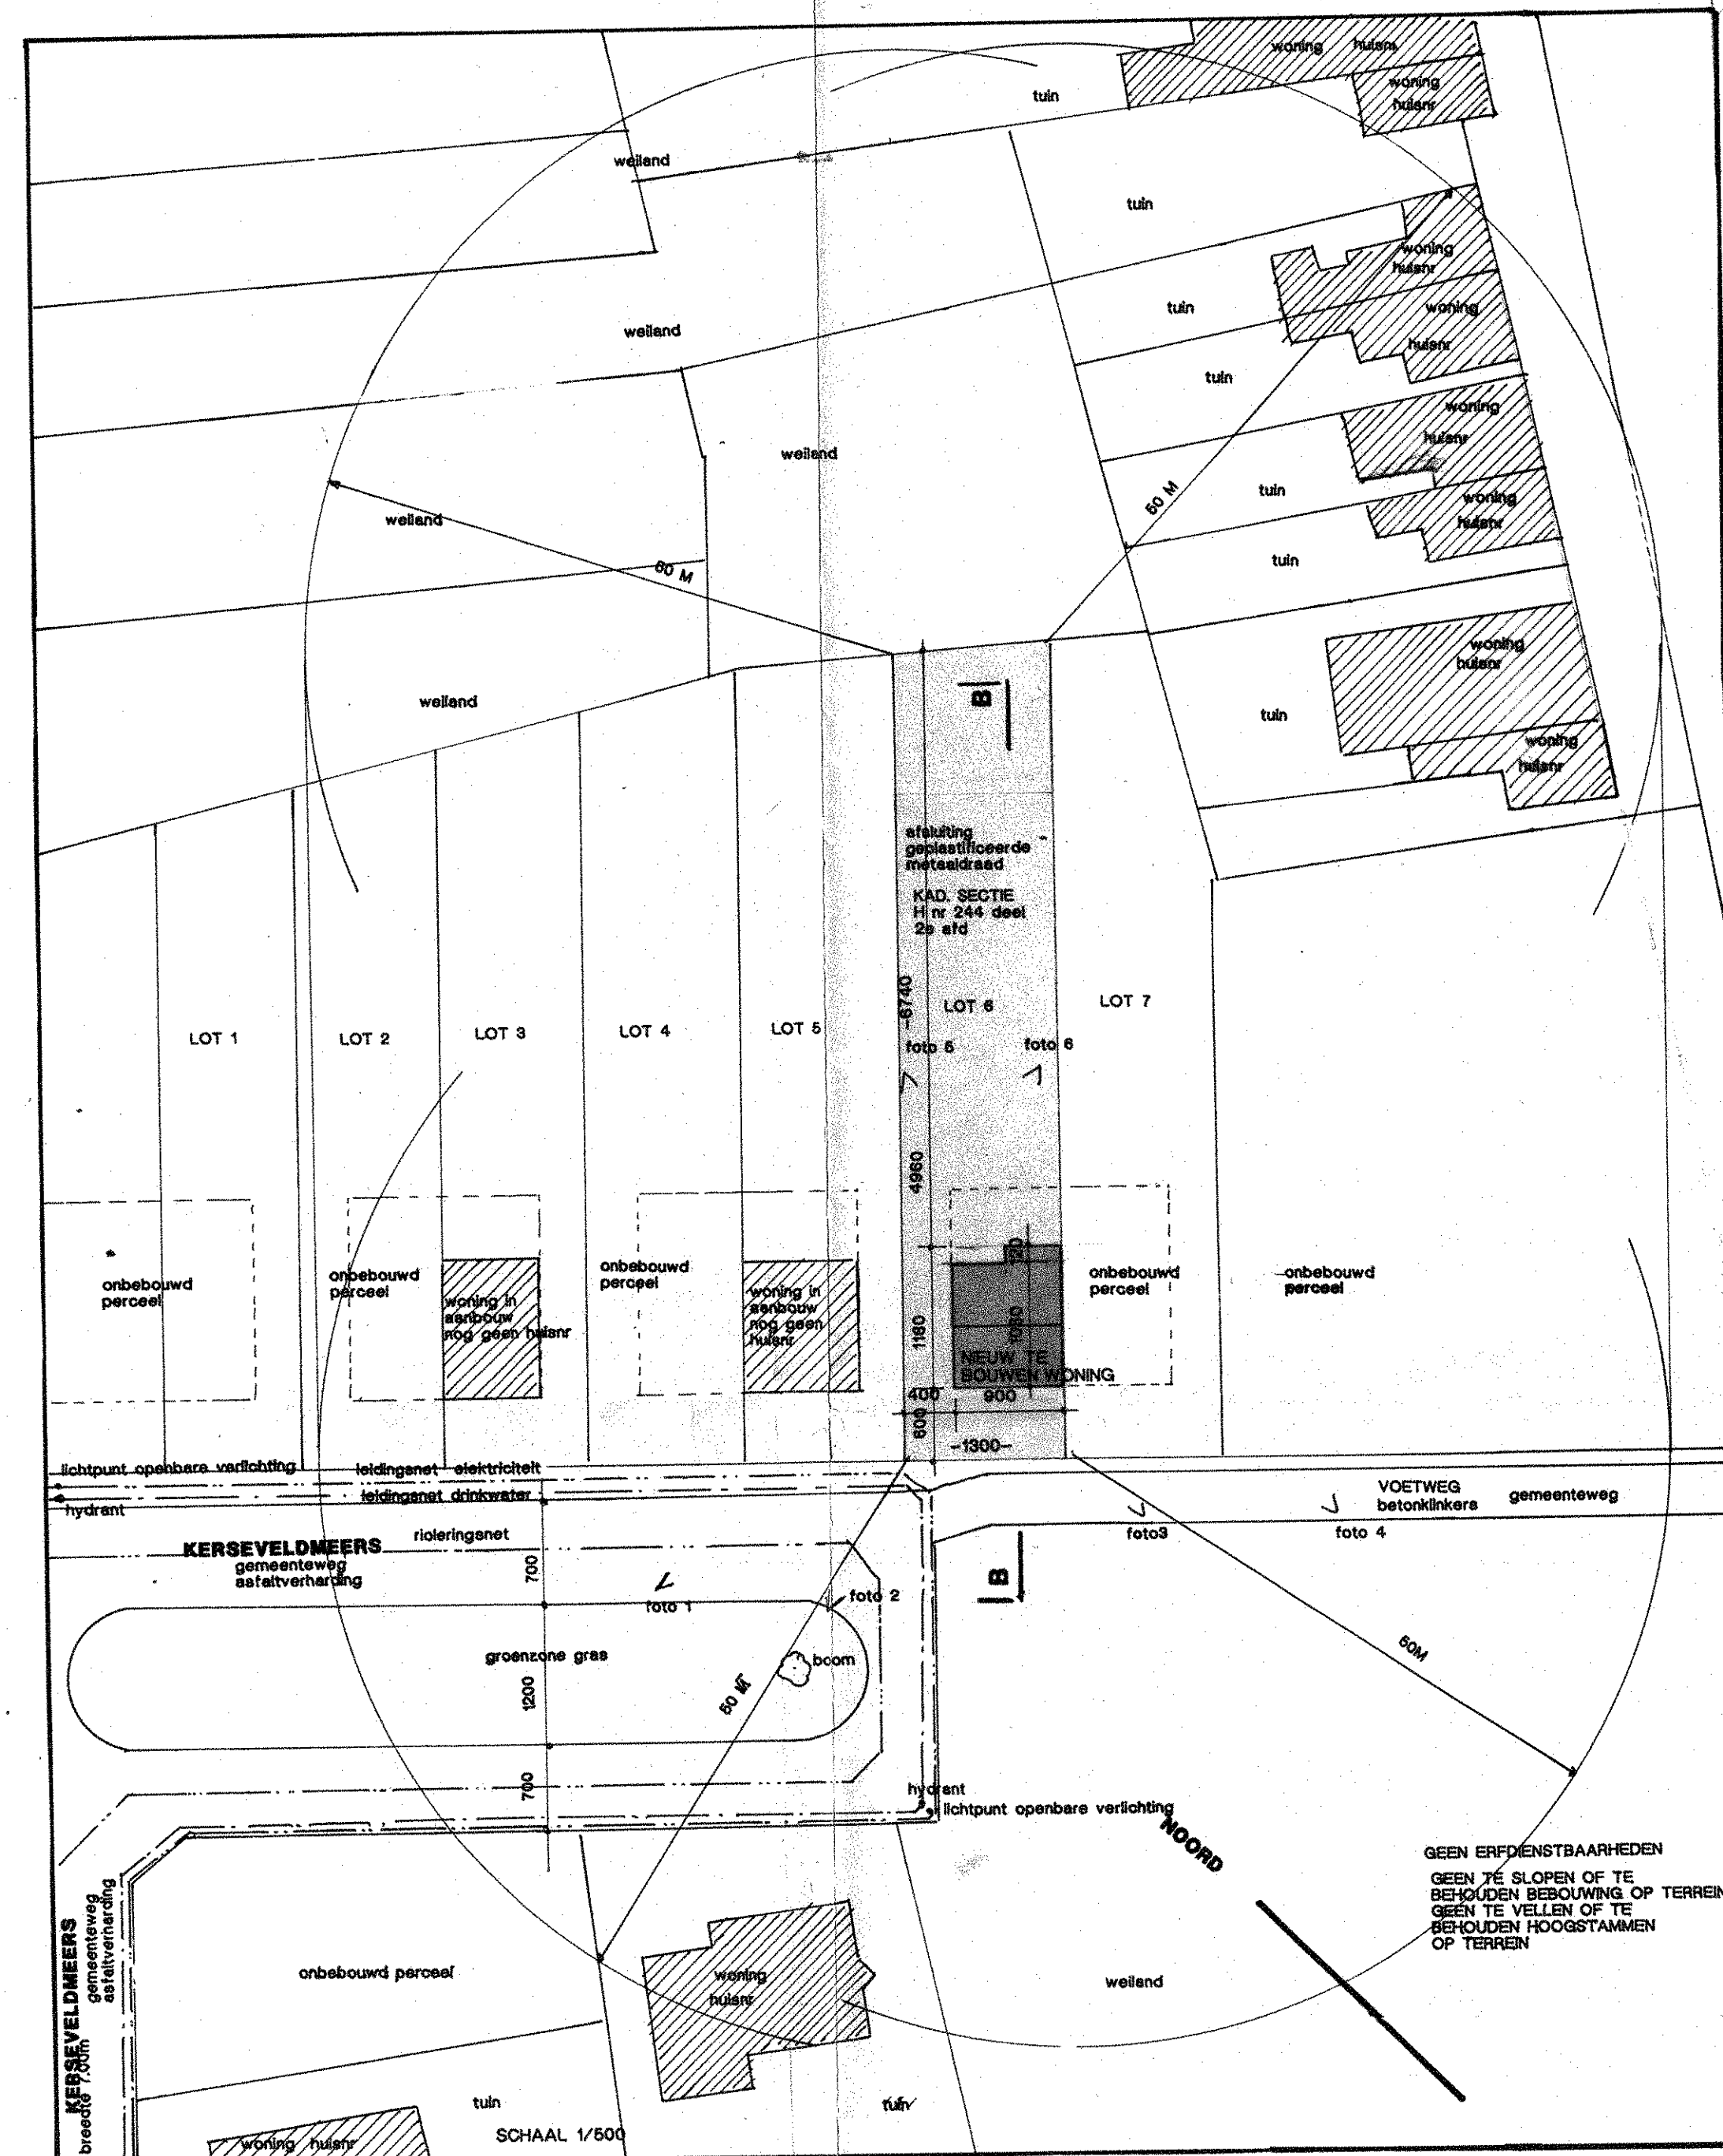 woning huisnr
woning
huisnr
tuin
weiland
tuin
woning
huisnr
tuin
woning
huisnr
weiland
tuin
woning
huisnr
weiland
tuin
50 M
woning
huisnr
weiland
tuin
50 M
woning
huisnr
B
weiland
tuin
woning
huisnr
afsluiting
geplastificeerde
metaaldraad
KAD. SECTIE
H nr 244 deel
2e afd
-6740
LOT 1
LOT 2
LOT 3
LOT 4
LOT 5
LOT 6
LOT 7
foto 5
foto 6
4960
onbebouwd
perceel
onbebouwd
perceel
woning in
aanbouw
nog geen huisnr
onbebouwd
perceel
woning in
aanbouw
nog geen
huisnr
120
1180
1060
NIEUW TE
BOUWEN WONING
onbebouwd
perceel
onbebouwd
perceel
400
900
600
-1300-
lichtpunt openbare verlichting
leidingsnet elektriciteit
leidingsnet drinkwater
hydrant
rioleringsnet
KERSEVELDMEERS
gemeenteweg
asfaltverharding
700
foto 1
foto 2
VOETWEG
betonklinkers
gemeenteweg
foto3
foto 4
B
groenzone gras
boom
1200
50 M
50M
700
hydrant
lichtpunt openbare verlichting
NOORD
GEEN ERFDIENSTBAARHEDEN
GEEN TE SLOPEN OF TE
BEHOUDEN BEBOUWING OP TERREIN
GEEN TE VELLEN OF TE
BEHOUDEN HOOGSTAMMEN
OP TERREIN
KERSEVELDMEERS
gemeenteweg
asfaltverharding
breedte 7.00m
onbebouwd perceel
woning
huisnr
weiland
tuin
tuin
woning huisnr
SCHAAL 1/500